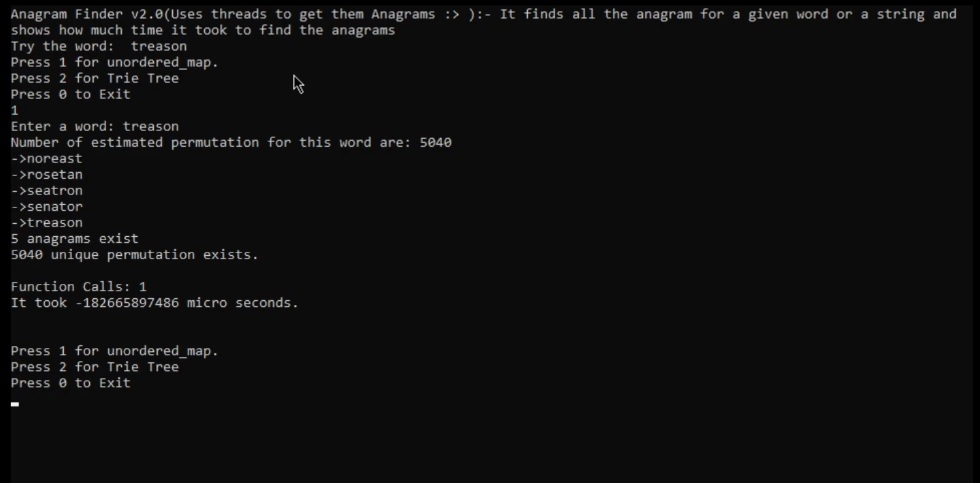 Anagram Finder v2.0(Uses threads to get them Anagrams :> ):- It finds all the anagram for a given word or a string and
shows how much time it took to find the anagrams
Try the word:  treason
Press 1 for unordered_map.
Press 2 for Trie Tree
Press 0 to Exit
1
Enter a word: treason
Number of estimated permutation for this word are: 5040
->noreast
->rosetan
->seatron
->senator
->treason
5 anagrams exist
5040 unique permutation exists.
Function Calls: 1
It took -182665897486 micro seconds.
Press 1 for unordered_map.
Press 2 for Trie Tree
Press 0 to Exit